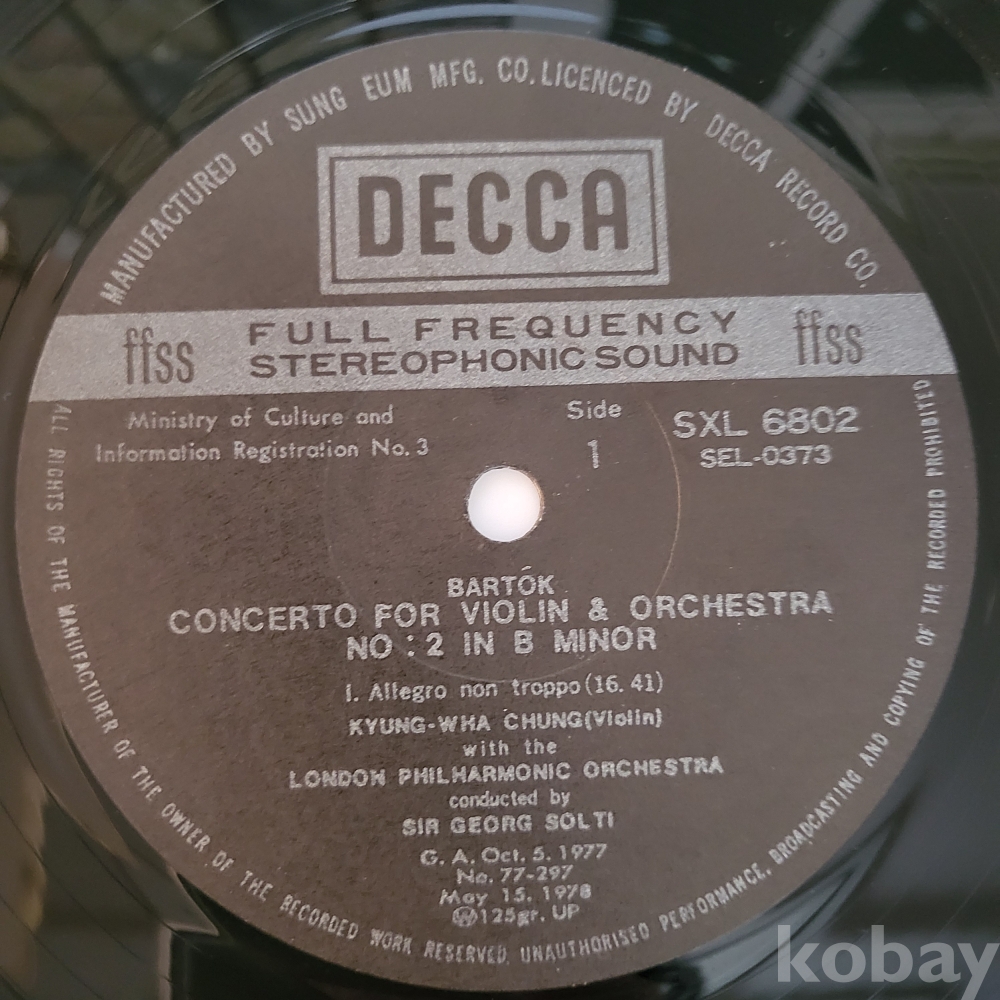 MANUFACTURED BY SUNG EUM MFG. CO. LICENCED BY DECCA RECORD CO.
DECCA
ffss FULL FREQUENCY STEREOPHONIC SOUND ffss
Ministry of Culture and
Information Registration No. 3
Side
1
SXL 6802
SEL-0373
BARTÓK
CONCERTO FOR VIOLIN & ORCHESTRA
NO : 2 IN B MINOR
I. Allegro non troppo (16. 41)
KYUNG-WHA CHUNG (Violin)
with the
LONDON PHILHARMONIC ORCHESTRA
conducted by
SIR GEORG SOLTI
G. A. Oct. 5. 1977
No. 77-297
May 15. 1978
Ⓦ125gr. UP
ALL RIGHTS OF THE MANUFACTURER OF THE OWNER OF THE RECORDED WORK RESERVED, UNAUTHORISED PERFORMANCE, BROADCASTING AND COPYING OF THE RECORDED PROHIBITED
kobay